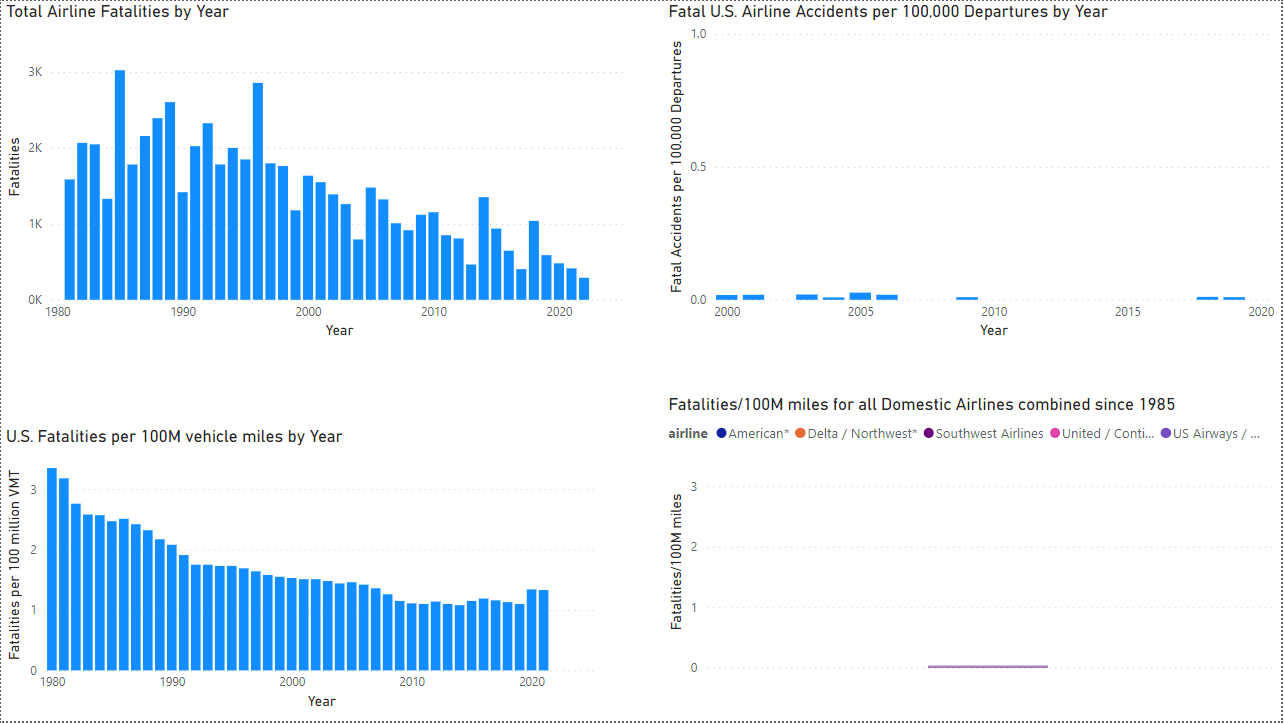 Total Airline Fatalities by Year
Fatalities
3K
2K
1K
0K
1980 1990 2000 2010 2020
Year
Fatal U.S. Airline Accidents per 100,000 Departures by Year
Fatal Accidents per 100,000 Departures
1.0
0.5
0.0
2000 2005 2010 2015 2020
Year
U.S. Fatalities per 100M vehicle miles by Year
Fatalities per 100 million VMT
3
2
1
0
1980 1990 2000 2010 2020
Year
Fatalities/100M miles for all Domestic Airlines combined since 1985
airline American* Delta / Northwest* Southwest Airlines United / Conti... US Airways / ...
Fatalities/100M miles
3
2
1
0